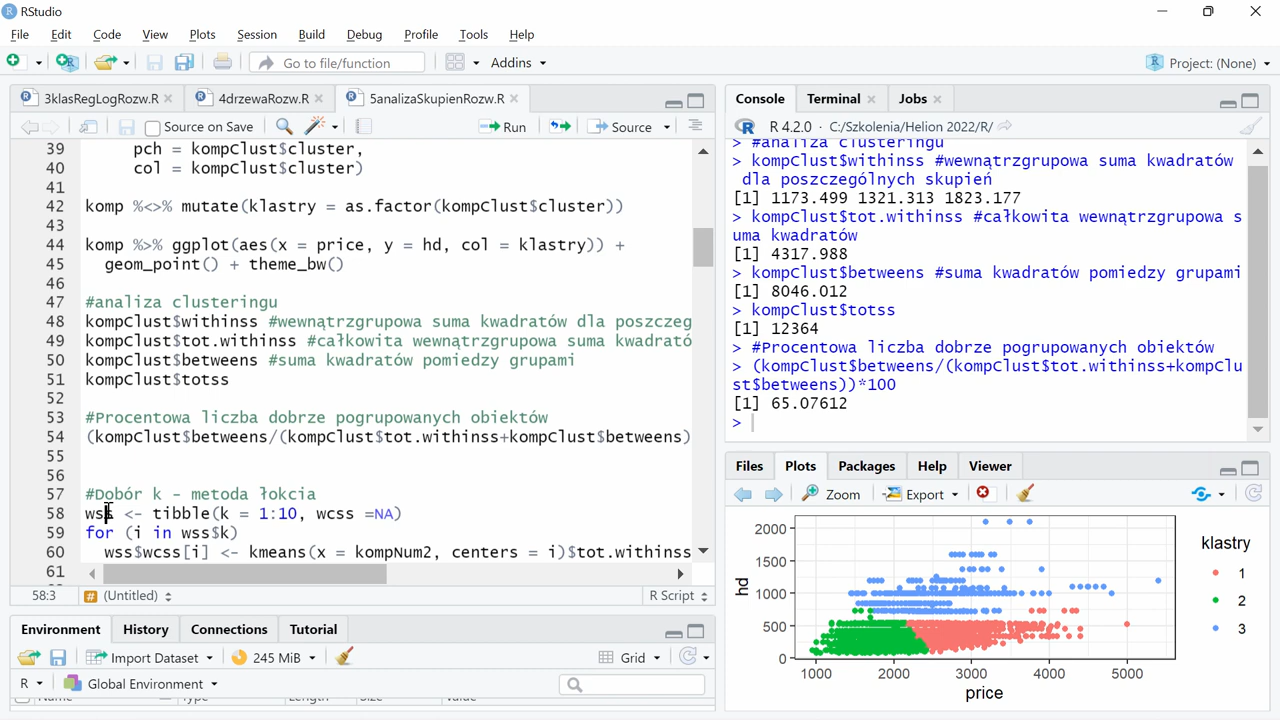 RStudio
File Edit Code View Plots Session Build Debug Profile Tools Help
Go to file/function Addins Project: (None)
3klasRegLogRozw.R 4drzewaRozw.R 5analizaSkupienRozw.R
Source on Save Run Source
39 pch = kompClust$cluster,
40 col = kompClust$cluster)
41
42 komp %<>% mutate(klastry = as.factor(kompClust$cluster))
43
44 komp %>% ggplot(aes(x = price, y = hd, col = klastry)) +
45 geom_point() + theme_bw()
46
47 #analiza clusteringu
48 kompClust$withinss #wewnątrzgrupowa suma kwadratów dla poszczeg
49 kompClust$tot.withinss #całkowita wewnątrzgrupowa suma kwadrató
50 kompClust$betweens #suma kwadratów pomiedzy grupami
51 kompClust$totss
52
53 #Procentowa liczba dobrze pogrupowanych obiektów
54 (kompClust$betweens/(kompClust$tot.withinss+kompClust$betweens)
55
56
57 #Dobór k - metoda łokcia
58 wss <- tibble(k = 1:10, wcss =NA)
59 for (i in wss$k)
60 wss$wcss[i] <- kmeans(x = kompNum2, centers = i)$tot.withinss
61
58:3 (Untitled) R Script
Environment History Connections Tutorial
Import Dataset 245 MiB Grid
R Global Environment
Name Type Length Size Value
Console Terminal Jobs
R 4.2.0 · C:/Szkolenia/Helion 2022/R/
> #analiza clusteringu
> kompClust$withinss #wewnątrzgrupowa suma kwadratów
dla poszczególnych skupień
[1] 1173.499 1321.313 1823.177
> kompClust$tot.withinss #całkowita wewnątrzgrupowa s
uma kwadratów
[1] 4317.988
> kompClust$betweens #suma kwadratów pomiedzy grupami
[1] 8046.012
> kompClust$totss
[1] 12364
> #Procentowa liczba dobrze pogrupowanych obiektów
> (kompClust$betweens/(kompClust$tot.withinss+kompClu
st$betweens))*100
[1] 65.07612
>
Files Plots Packages Help Viewer
Zoom Export
2000
1500
1000
500
0
hd
1000 2000 3000 4000 5000
price
klastry
1
2
3